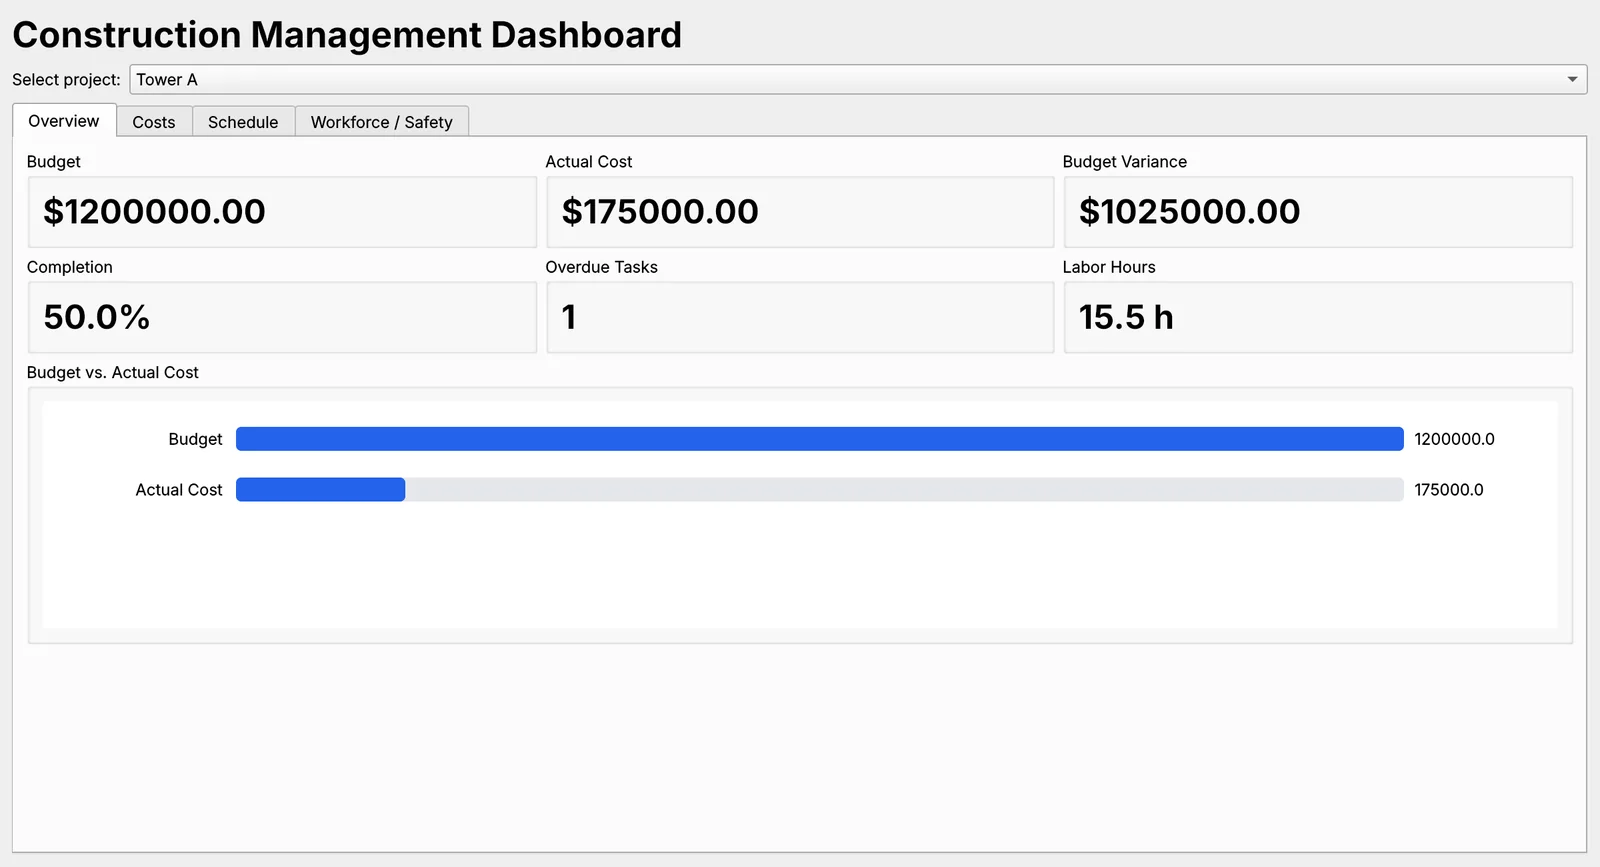 Construction Management Dashboard
Select project: Tower A
Overview Costs Schedule Workforce / Safety
Budget Actual Cost Budget Variance
$1200000.00 $175000.00 $1025000.00
Completion Overdue Tasks Labor Hours
50.0% 1 15.5 h
Budget vs. Actual Cost
Budget 1200000.0
Actual Cost 175000.0